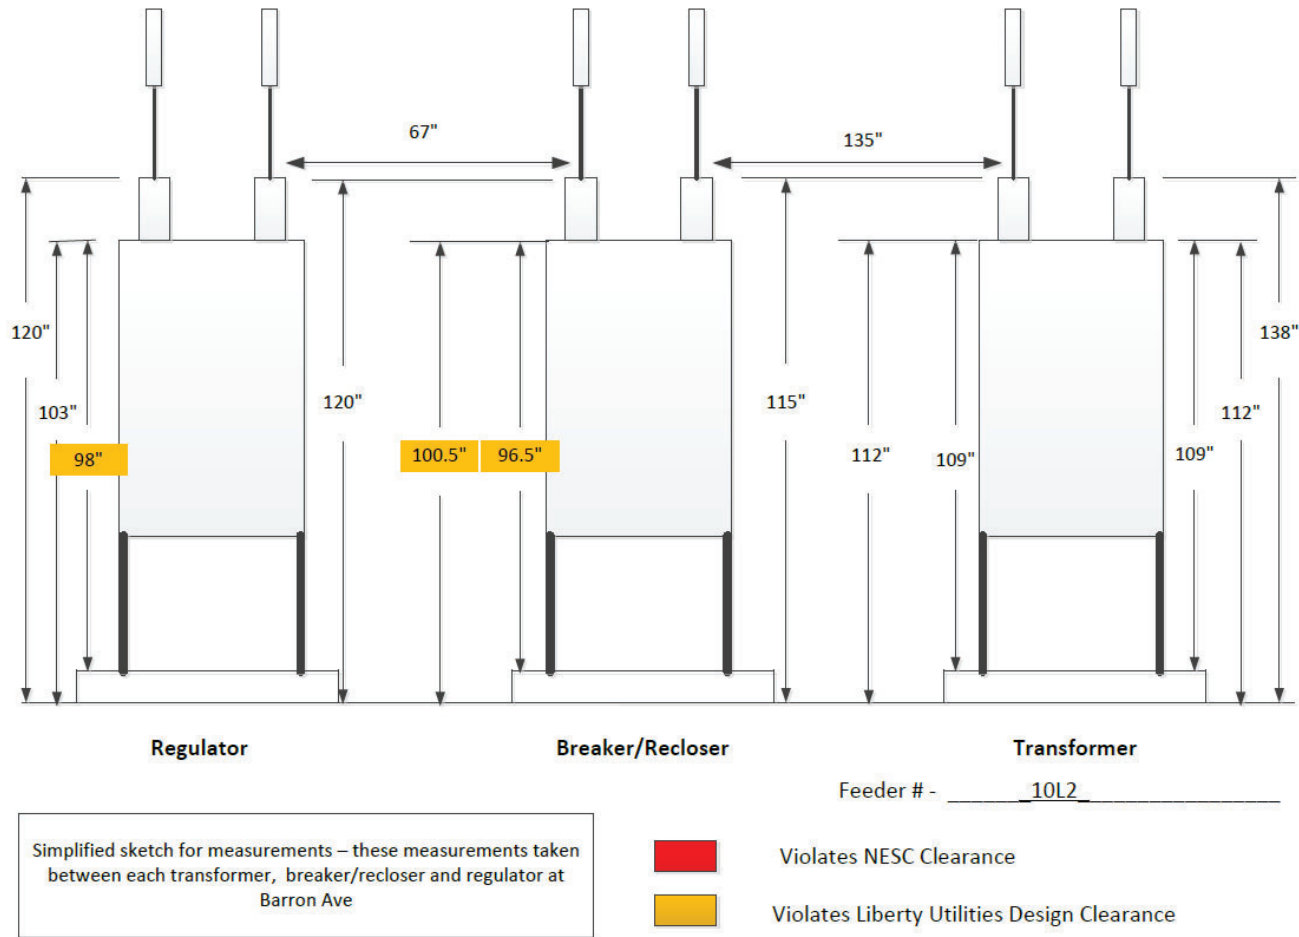 67"
135"
120"
138"
120"
115"
103"
112"
98"
100.5"
96.5"
112"
109"
109"
Regulator
Breaker/Recloser
Transformer
Feeder # - 10L2
Simplified sketch for measurements – these measurements taken
between each transformer, breaker/recloser and regulator at
Barron Ave
Violates NESC Clearance
Violates Liberty Utilities Design Clearance